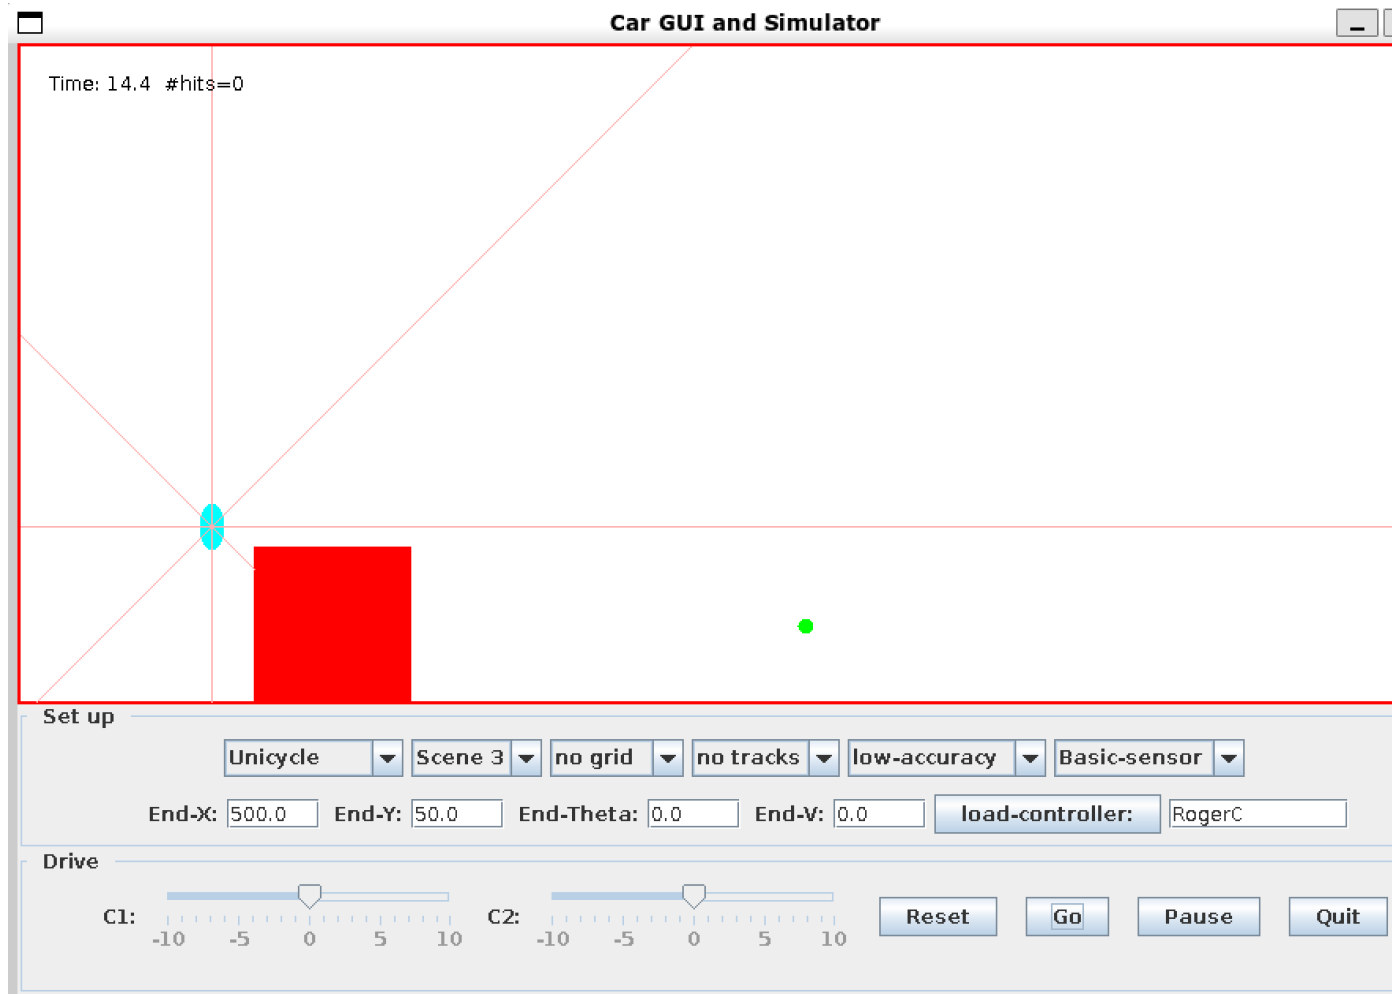 Car GUI and Simulator
Time: 14.4 #hits=0
Set up
Unicycle Scene 3 no grid no tracks low-accuracy Basic-sensor
End-X: 500.0 End-Y: 50.0 End-Theta: 0.0 End-V: 0.0 load-controller: RogerC
Drive
C1: C2: Reset Go Pause Quit
-10 -5 0 5 10 -10 -5 0 5 10